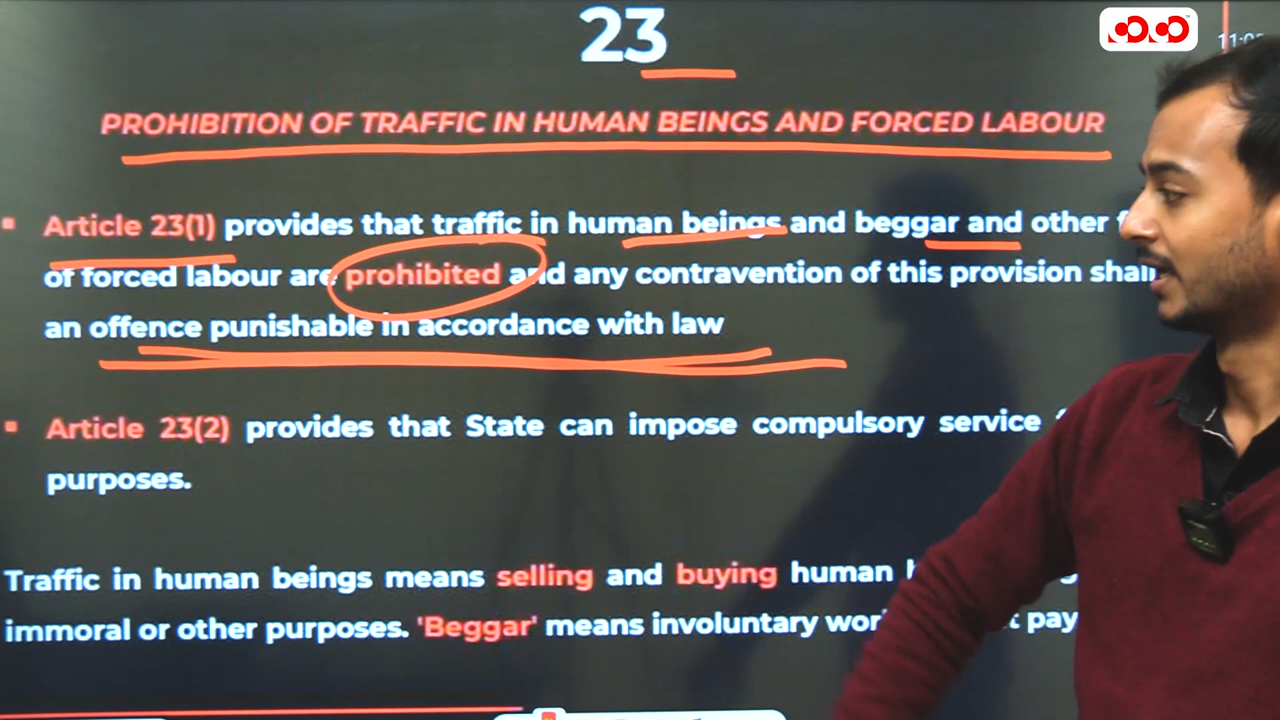 23
PROHIBITION OF TRAFFIC IN HUMAN BEINGS AND FORCED LABOUR
Article 23(1) provides that traffic in human beings and beggar and other
of forced labour are prohibited and any contravention of this provision shall
an offence punishable in accordance with law
Article 23(2) provides that State can impose compulsory service
purposes.
Traffic in human beings means selling and buying human
immoral or other purposes. 'Beggar' means involuntary pay